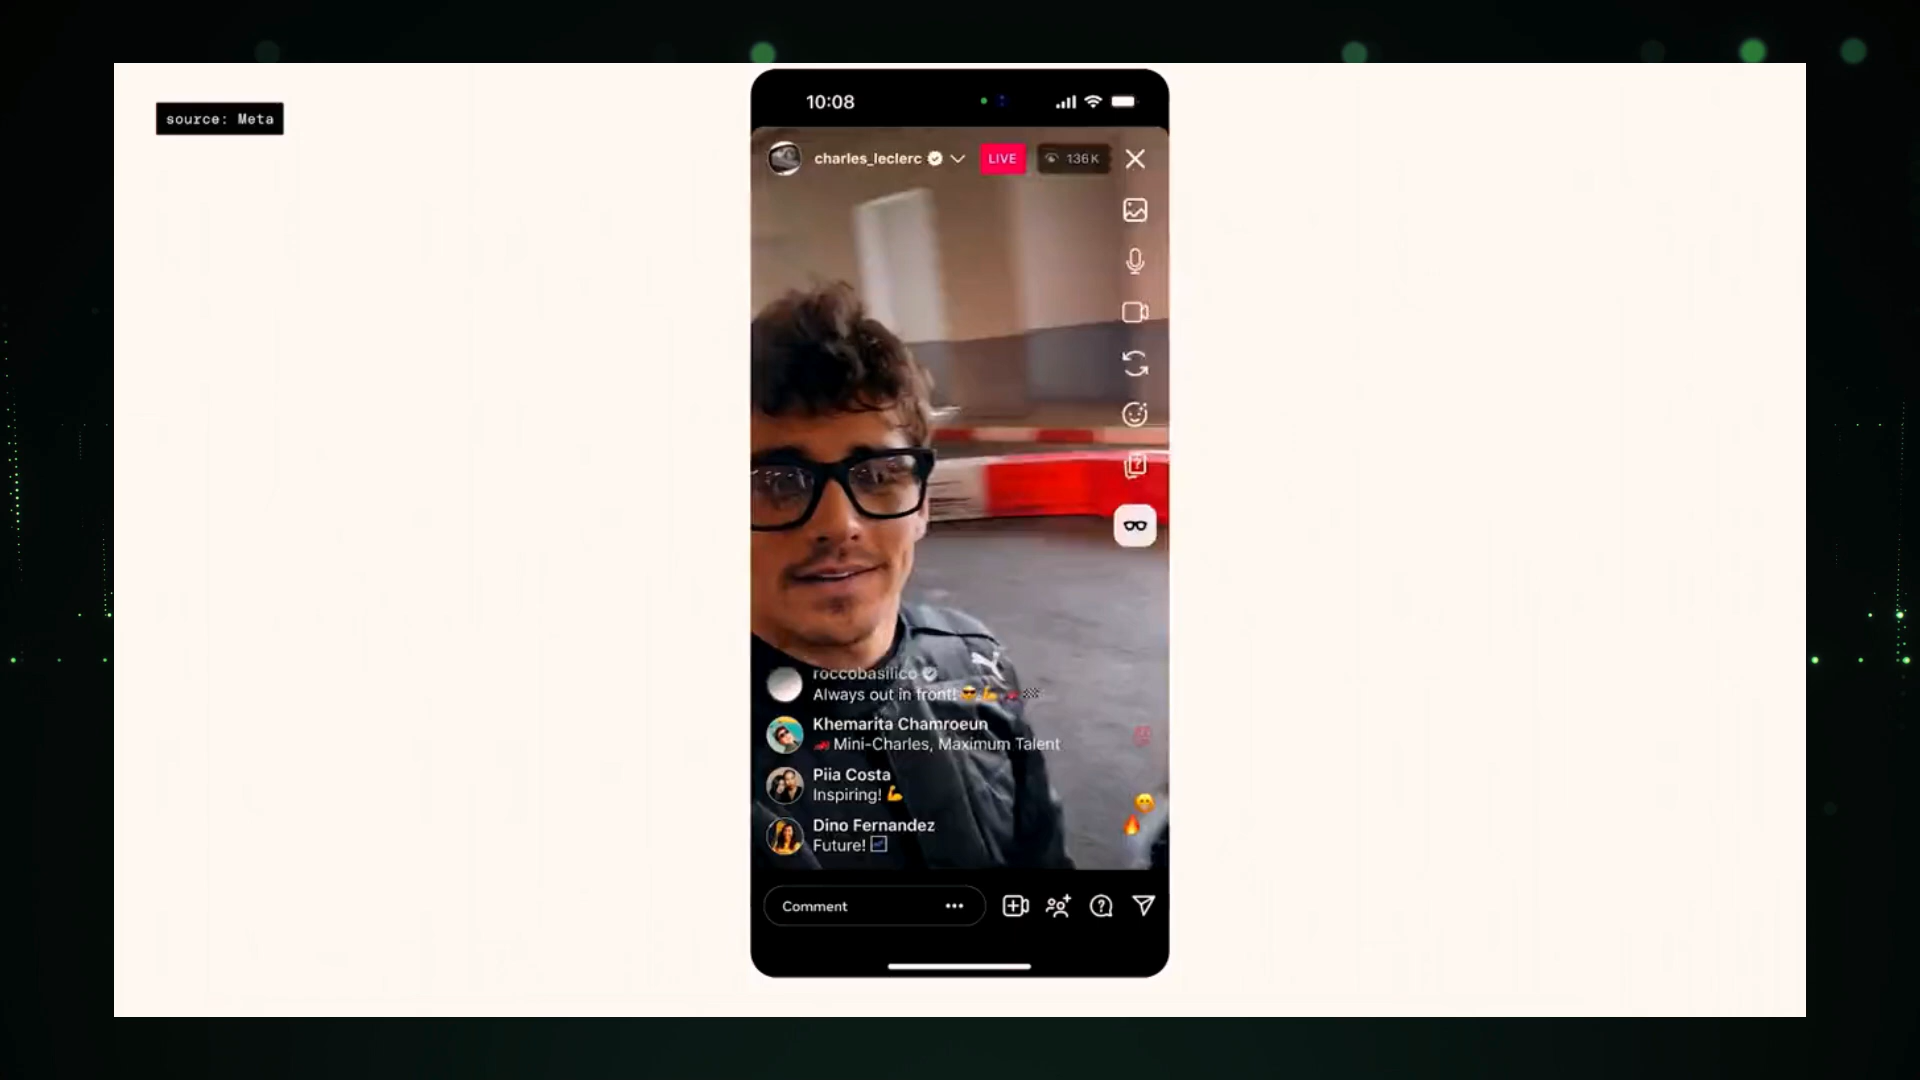 source: Meta
10:08
charles_leclerc
LIVE
136K
roccobasilico
Always out in front!
Khemarita Chamroeun
Mini-Charles, Maximum Talent
Piia Costa
Inspiring!
Dino Fernandez
Future!
Comment